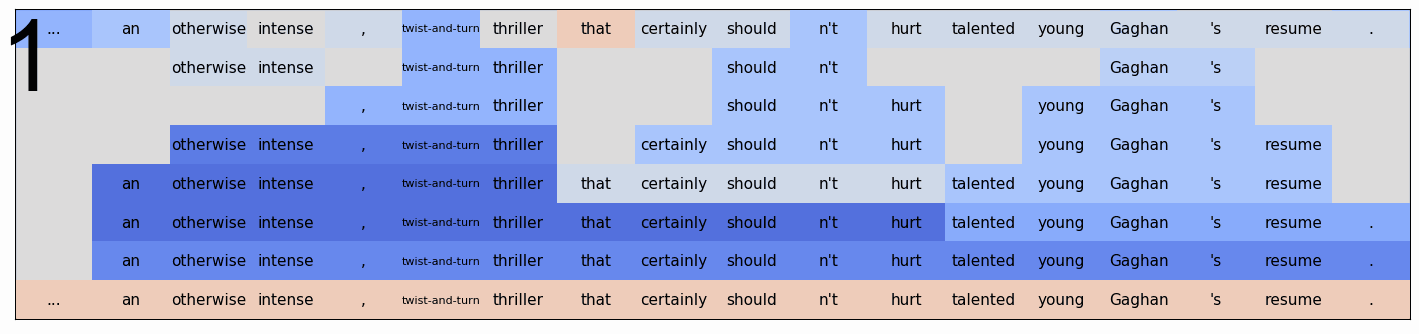 1
... an otherwise intense , twist-and-turn thriller that certainly should n't hurt talented young Gaghan 's resume .
otherwise intense twist-and-turn thriller should n't Gaghan 's
, twist-and-turn thriller should n't hurt young Gaghan 's
otherwise intense , twist-and-turn thriller certainly should n't hurt young Gaghan 's resume
an otherwise intense , twist-and-turn thriller that certainly should n't hurt talented young Gaghan 's resume
an otherwise intense , twist-and-turn thriller that certainly should n't hurt talented young Gaghan 's resume .
an otherwise intense , twist-and-turn thriller that certainly should n't hurt talented young Gaghan 's resume .
... an otherwise intense , twist-and-turn thriller that certainly should n't hurt talented young Gaghan 's resume .